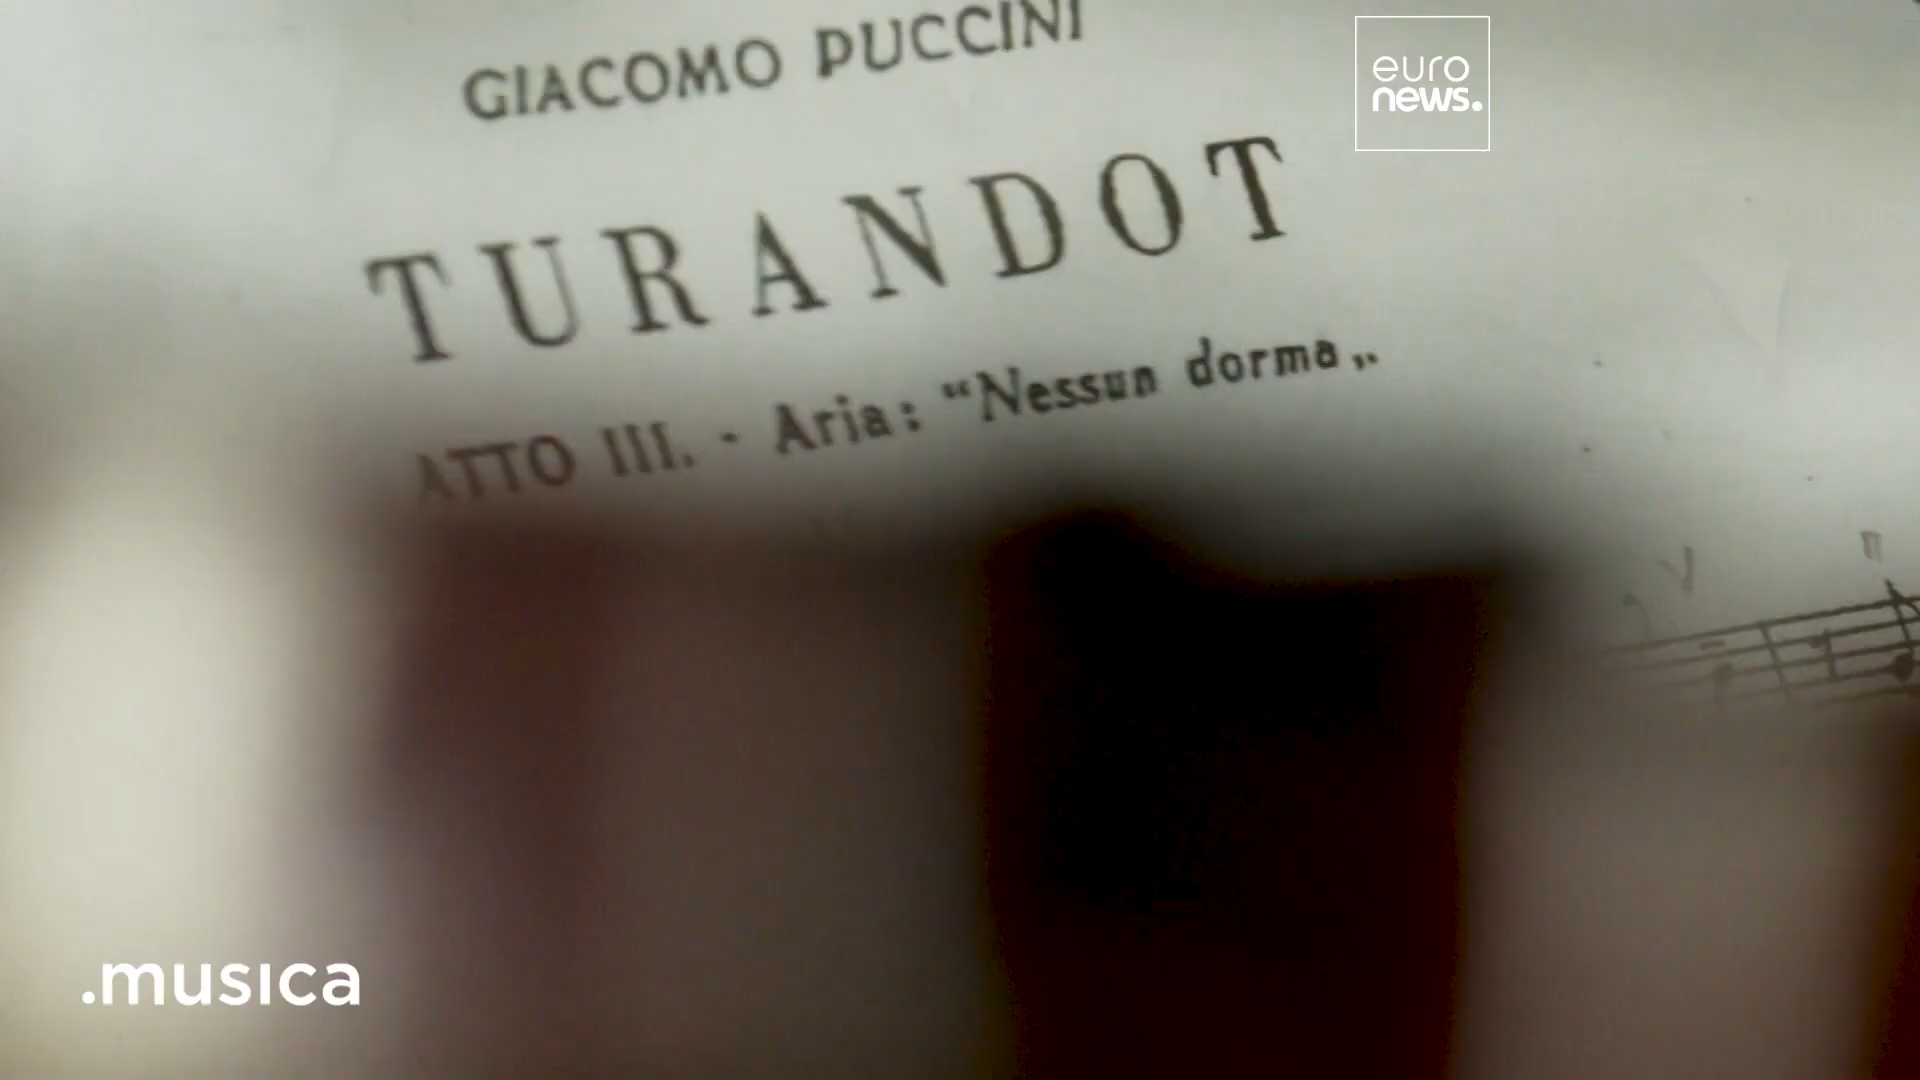 GIACOMO PUCCINI
euro
news.
TURANDOT
ATTO III. - Aria: “Nessun dorma„.
.musica